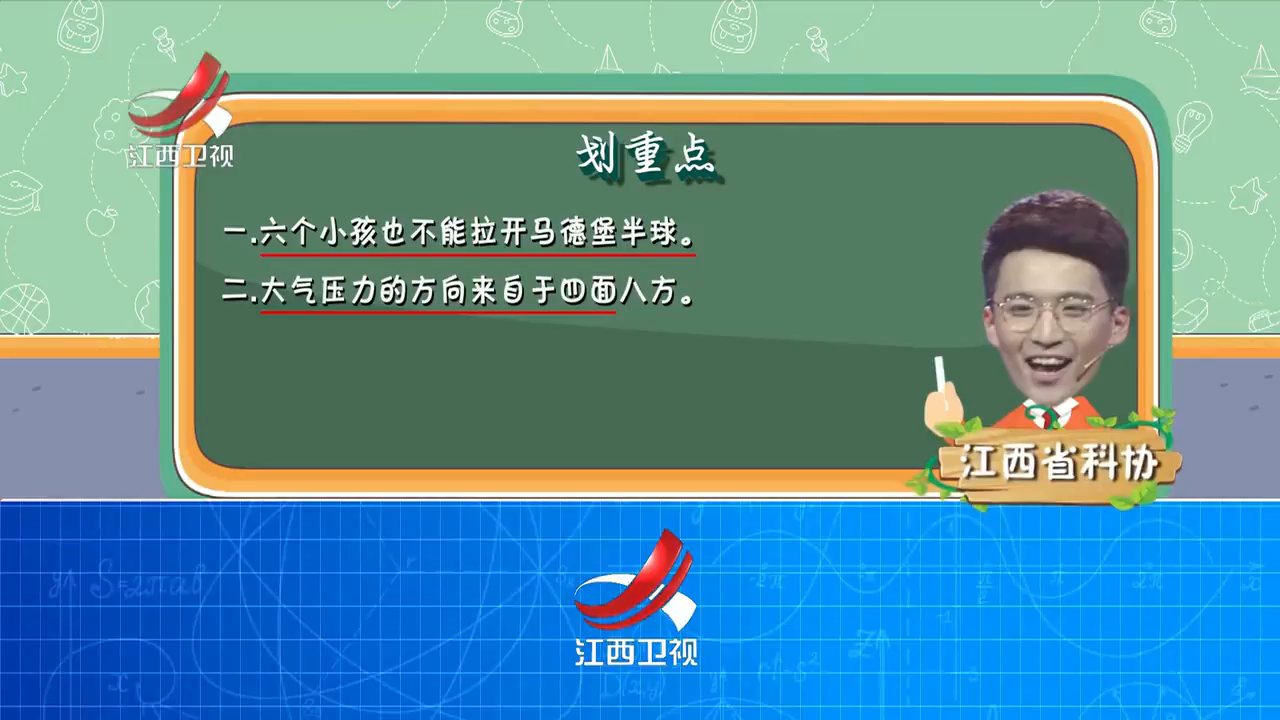 江西卫视
划重点
一.六个小孩也不能拉开马德堡半球。
二.大气压力的方向来自于四面八方。
江西省科协
江西卫视